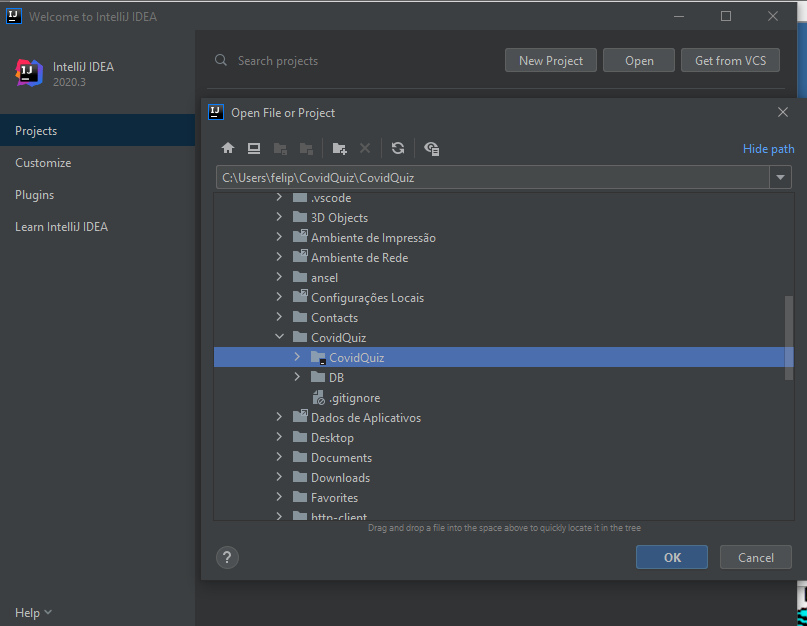 Welcome to IntelliJ IDEA
IntelliJ IDEA
2020.3
Search projects
New Project
Open
Get from VCS
Projects
Customize
Plugins
Learn IntelliJ IDEA
Open File or Project
Hide path
C:\Users\felip\CovidQuiz\CovidQuiz
.vscode
3D Objects
Ambiente de Impressão
Ambiente de Rede
ansel
Configurações Locais
Contacts
CovidQuiz
CovidQuiz
DB
.gitignore
Dados de Aplicativos
Desktop
Documents
Downloads
Favorites
http-client
Drag and drop a file into the space above to quickly locate it in the tree
?
OK
Cancel
Help